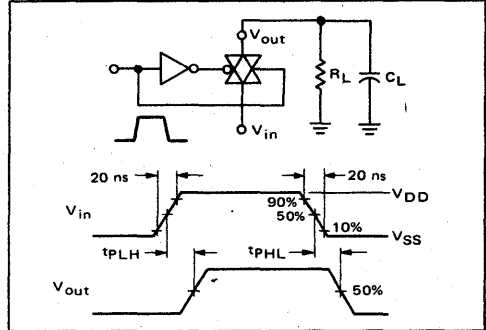 Vout
RL
CL
Vin
20 ns
20 ns
VDD
90%
Vin
50%
10%
VSS
tPLH
tPHL
Vout
50%